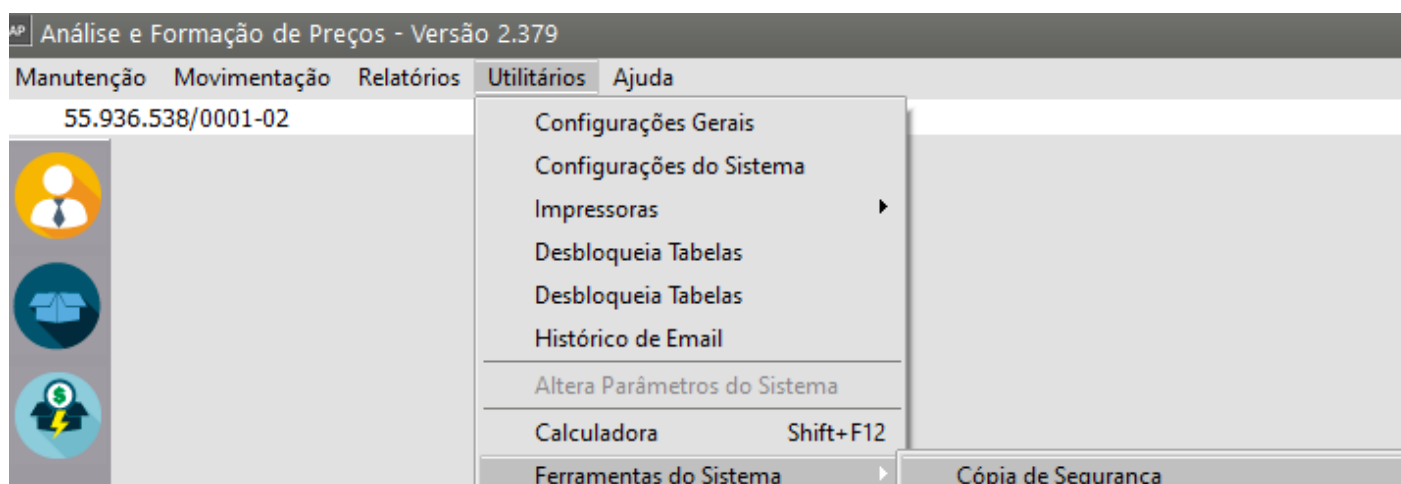 AP Análise e Formação de Preços - Versão 2.379
Manutenção Movimentação Relatórios Utilitários Ajuda
55.936.538/0001-02
Configurações Gerais
Configurações do Sistema
Impressoras
Desbloqueia Tabelas
Desbloqueia Tabelas
Histórico de Email
Altera Parâmetros do Sistema
Calculadora Shift+F12
Ferramentas do Sistema Cópia de Segurança